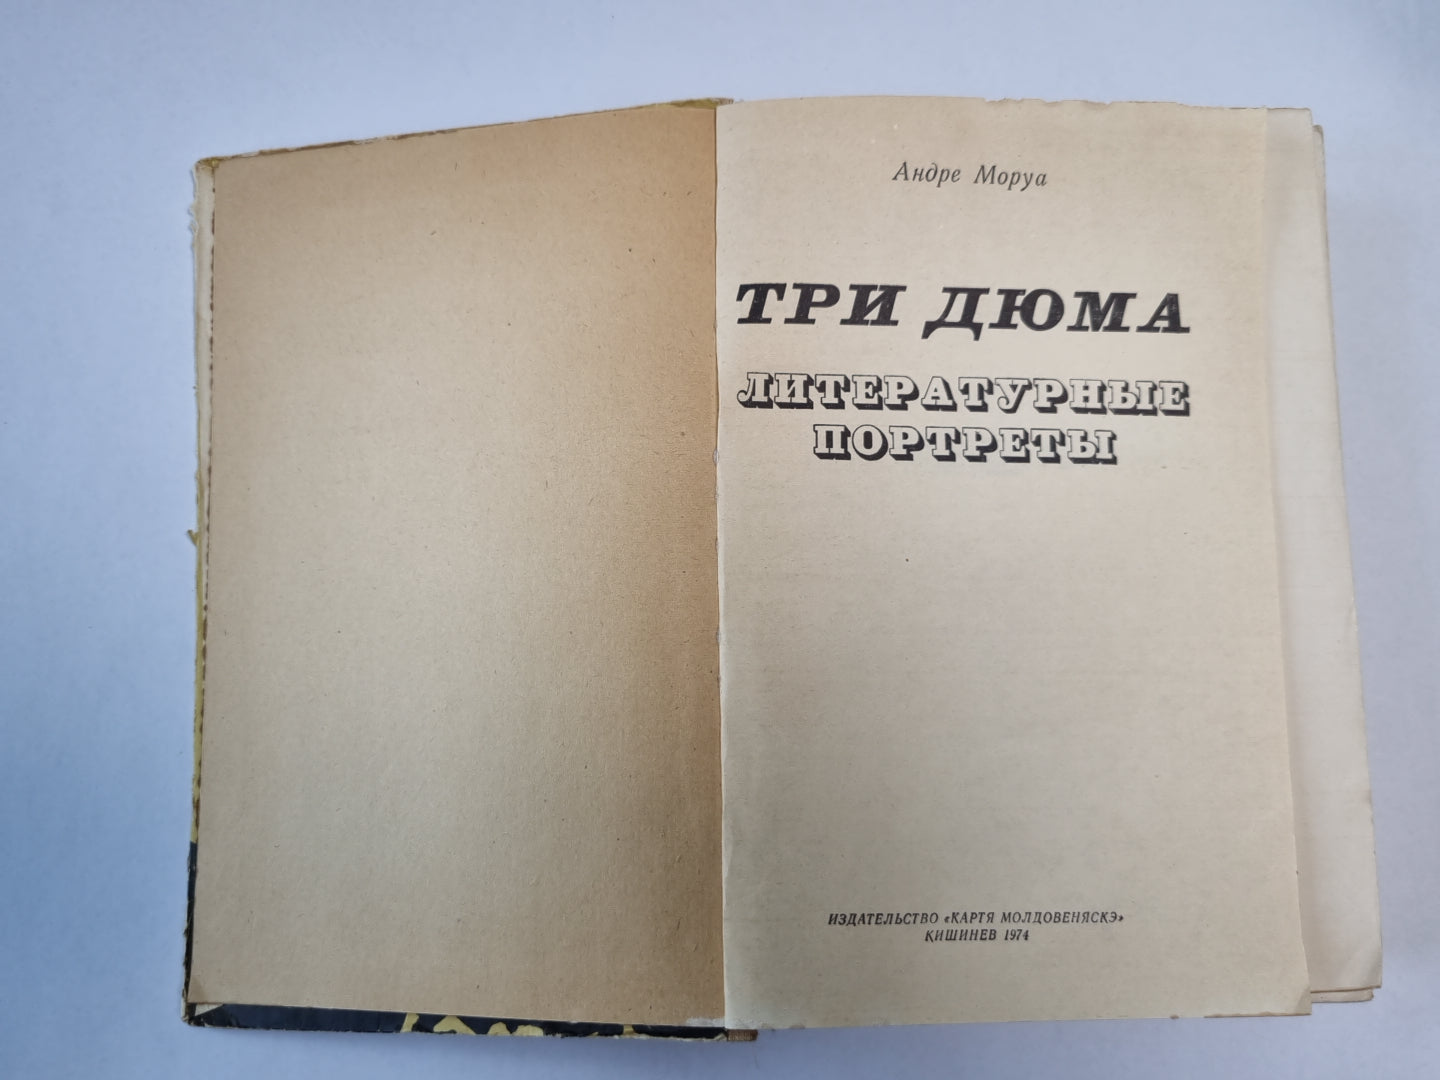 Андре Моруа
ТРИ ДЮМА
ЛИТЕРАТУРНЫЕ
ПОРТРЕТЫ
ИЗДАТЕЛЬСТВО «КАРТЯ МОЛДОВЕНЯСКЭ»
КИШИНЕВ 1974